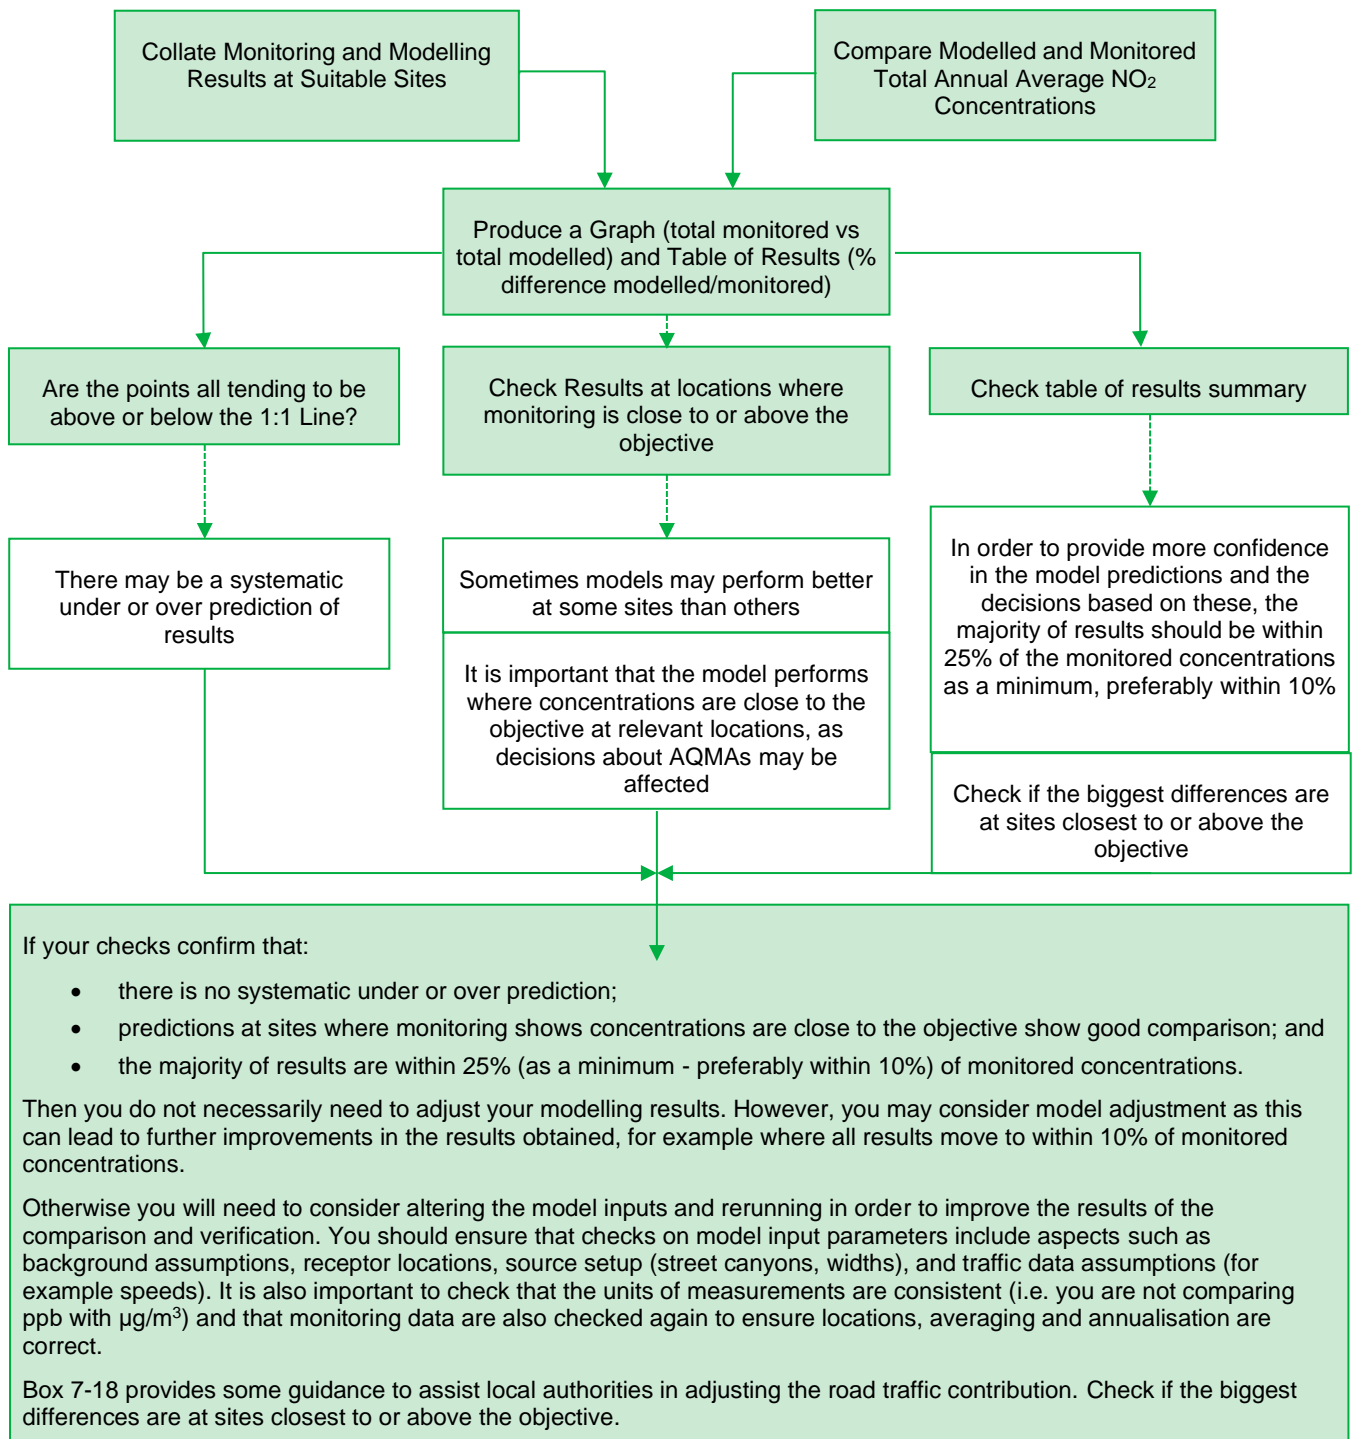 Collate Monitoring and Modelling
Results at Suitable Sites
Compare Modelled and Monitored
Total Annual Average NO₂
Concentrations
Produce a Graph (total monitored vs
total modelled) and Table of Results (%
difference modelled/monitored)
Are the points all tending to be
above or below the 1:1 Line?
Check Results at locations where
monitoring is close to or above the
objective
Check table of results summary
There may be a systematic
under or over prediction of
results
Sometimes models may perform better
at some sites than others
It is important that the model performs
where concentrations are close to the
objective at relevant locations, as
decisions about AQMAs may be
affected
In order to provide more confidence
in the model predictions and the
decisions based on these, the
majority of results should be within
25% of the monitored concentrations
as a minimum, preferably within 10%
Check if the biggest differences are
at sites closest to or above the
objective
If your checks confirm that:
• there is no systematic under or over prediction;
• predictions at sites where monitoring shows concentrations are close to the objective show good comparison; and
• the majority of results are within 25% (as a minimum - preferably within 10%) of monitored concentrations.
Then you do not necessarily need to adjust your modelling results. However, you may consider model adjustment as this
can lead to further improvements in the results obtained, for example where all results move to within 10% of monitored
concentrations.
Otherwise you will need to consider altering the model inputs and rerunning in order to improve the results of the
comparison and verification. You should ensure that checks on model input parameters include aspects such as
background assumptions, receptor locations, source setup (street canyons, widths), and traffic data assumptions (for
example speeds). It is also important to check that the units of measurements are consistent (i.e. you are not comparing
ppb with µg/m³) and that monitoring data are also checked again to ensure locations, averaging and annualisation are
correct.
Box 7-18 provides some guidance to assist local authorities in adjusting the road traffic contribution. Check if the biggest
differences are at sites closest to or above the objective.